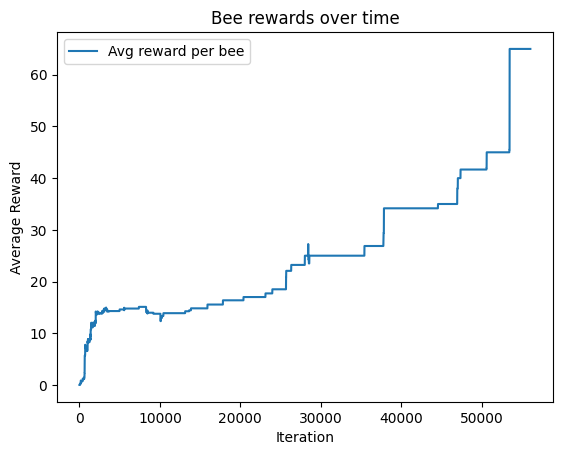 Bee rewards over time
Avg reward per bee
60
50
40
30
20
10
0
Average Reward
0 10000 20000 30000 40000 50000
Iteration